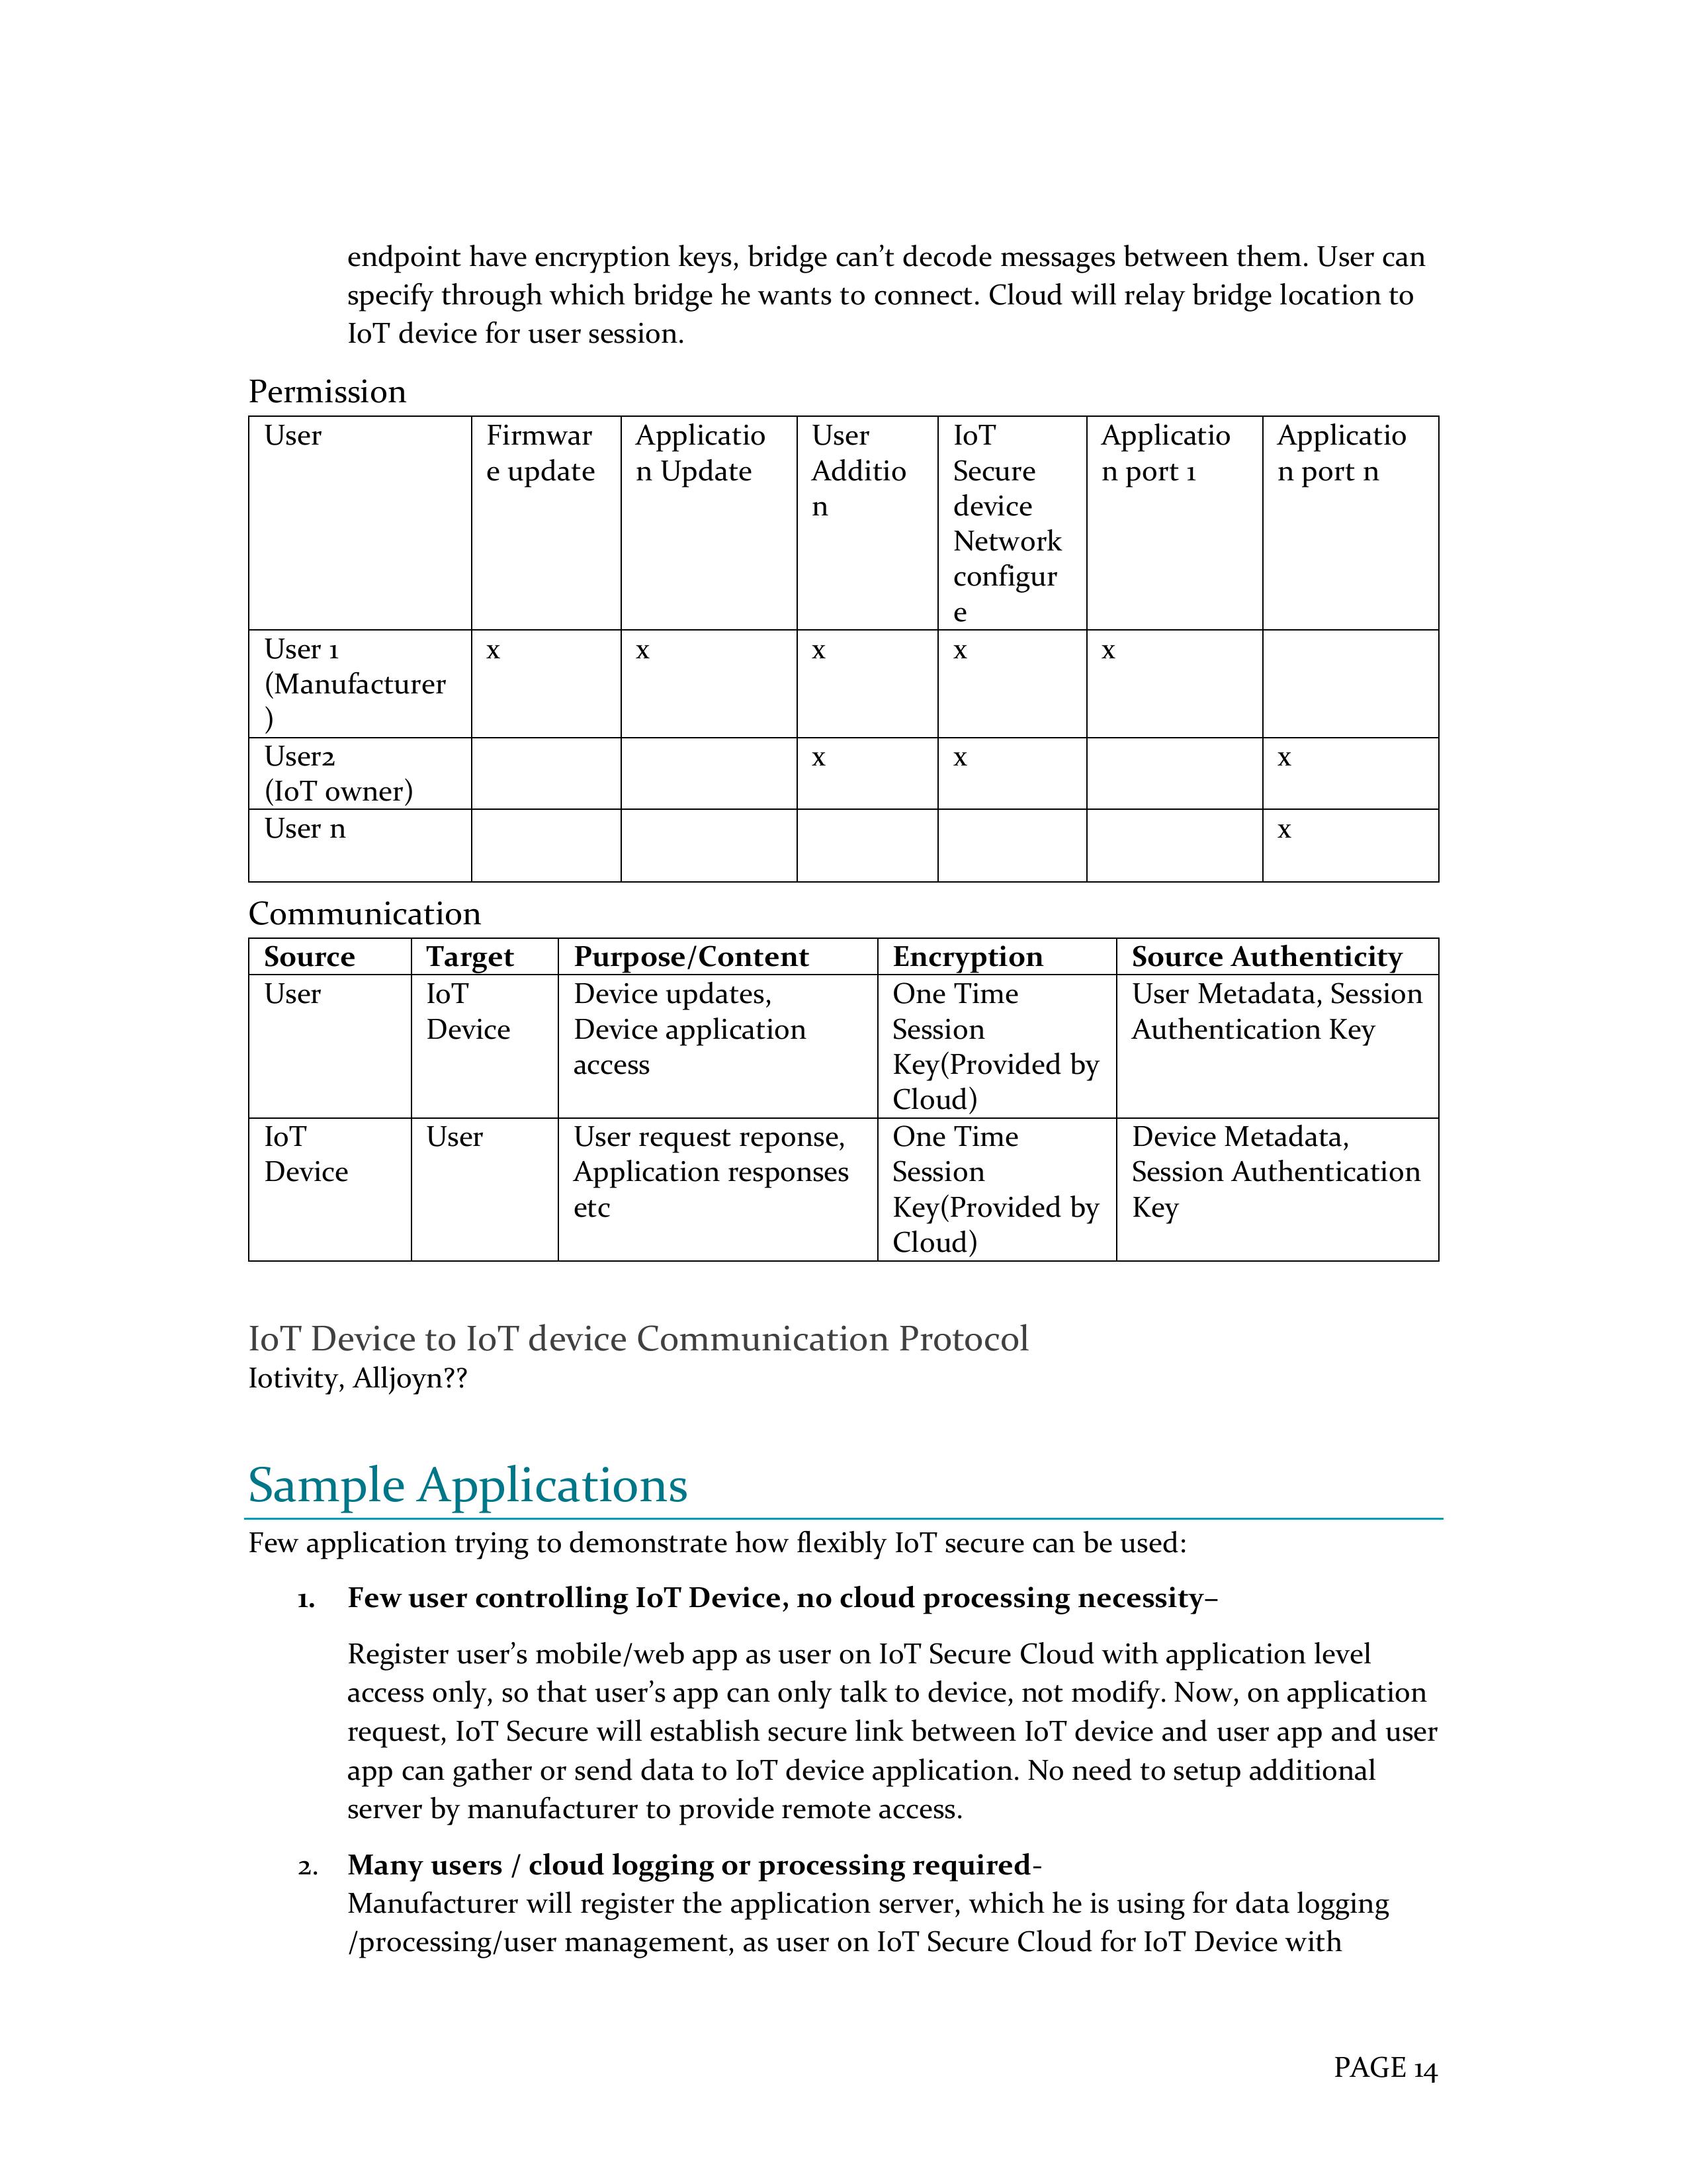 endpoint have encryption keys, bridge can’t decode messages between them. User can
specify through which bridge he wants to connect. Cloud will relay bridge location to
IoT device for user session.
Permission
User
Firmwar
e update
Applicatio
n Update
User
Additio
n
IoT
Secure
device
Network
configur
e
Applicatio
n port 1
Applicatio
n port n
User 1
(Manufacturer
)
x
x
x
x
x
User2
(IoT owner)
x
x
x
User n
x
Communication
Source
Target
Purpose/Content
Encryption
Source Authenticity
User
IoT
Device
Device updates,
Device application
access
One Time
Session
Key(Provided by
Cloud)
User Metadata, Session
Authentication Key
IoT
Device
User
User request reponse,
Application responses
etc
One Time
Session
Key(Provided by
Cloud)
Device Metadata,
Session Authentication
Key
IoT Device to IoT device Communication Protocol
Iotivity, Alljoyn??
Sample Applications
Few application trying to demonstrate how flexibly IoT secure can be used:
1. Few user controlling IoT Device, no cloud processing necessity–
Register user’s mobile/web app as user on IoT Secure Cloud with application level
access only, so that user’s app can only talk to device, not modify. Now, on application
request, IoT Secure will establish secure link between IoT device and user app and user
app can gather or send data to IoT device application. No need to setup additional
server by manufacturer to provide remote access.
2. Many users / cloud logging or processing required-
Manufacturer will register the application server, which he is using for data logging
/processing/user management, as user on IoT Secure Cloud for IoT Device with
PAGE 14